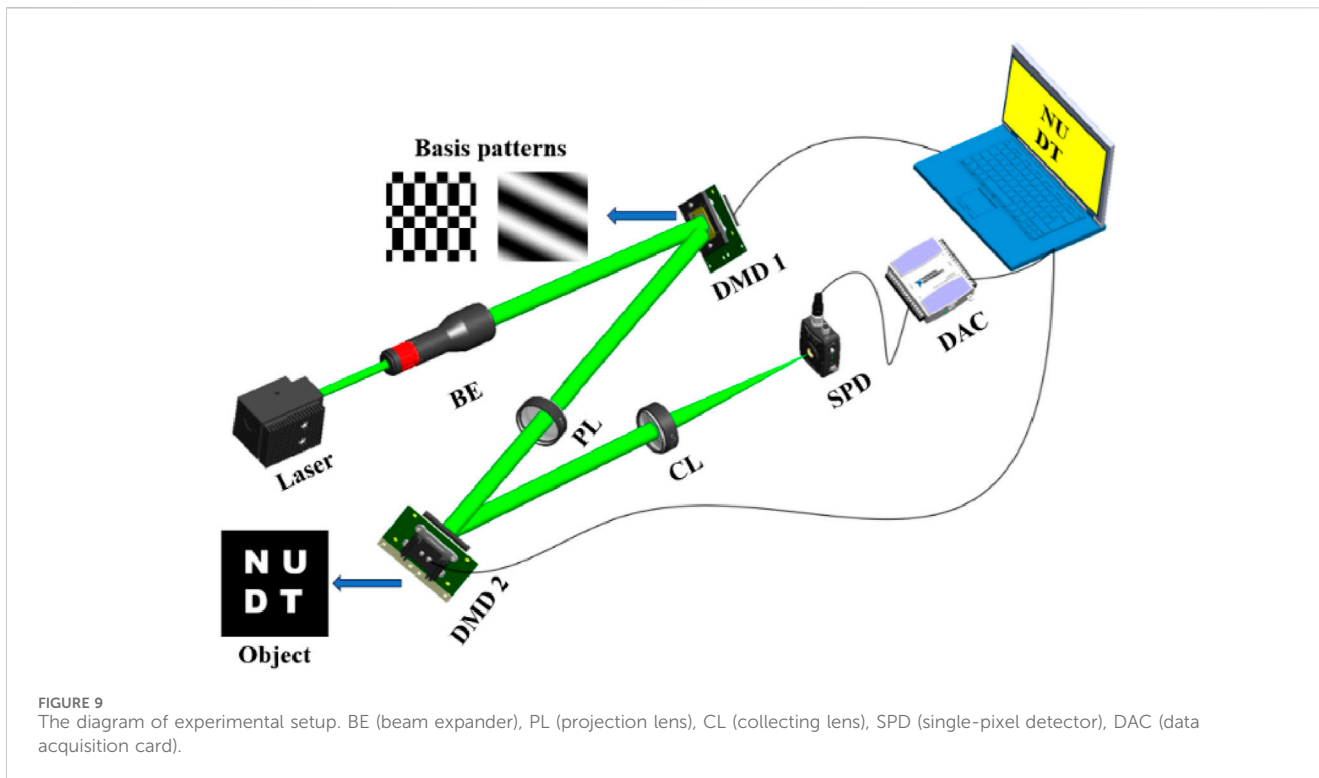 Basis patterns
NU
DT
DMD 1
DAC
SPD
BE
PL
CL
Laser
N U
D T
DMD 2
Object
FIGURE 9
The diagram of experimental setup. BE (beam expander), PL (projection lens), CL (collecting lens), SPD (single-pixel detector), DAC (data
acquisition card).